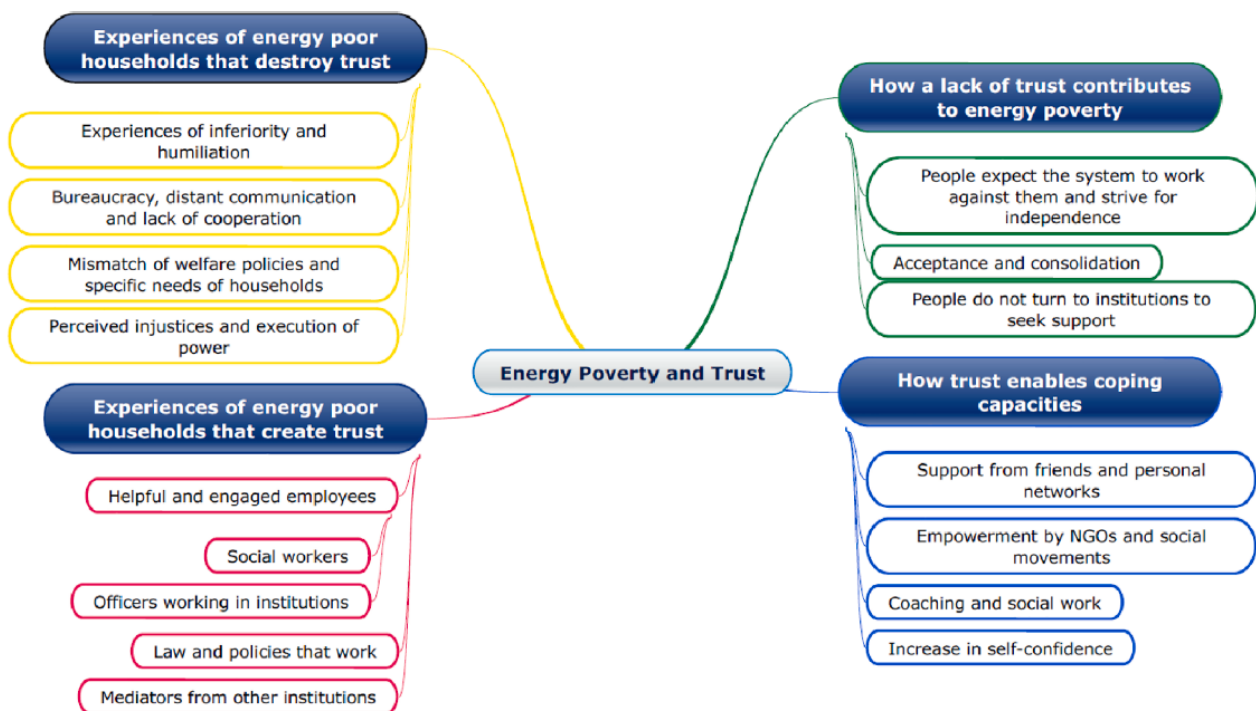 Experiences of energy poor
households that destroy trust
Experiences of inferiority and
humiliation
Bureaucracy, distant communication
and lack of cooperation
Mismatch of welfare policies and
specific needs of households
Perceived injustices and execution of
power
Experiences of energy poor
households that create trust
Helpful and engaged employees
Social workers
Officers working in institutions
Law and policies that work
Mediators from other institutions
Energy Poverty and Trust
How a lack of trust contributes
to energy poverty
People expect the system to work
against them and strive for
independence
Acceptance and consolidation
People do not turn to institutions to
seek support
How trust enables coping
capacities
Support from friends and personal
networks
Empowerment by NGOs and social
movements
Coaching and social work
Increase in self-confidence